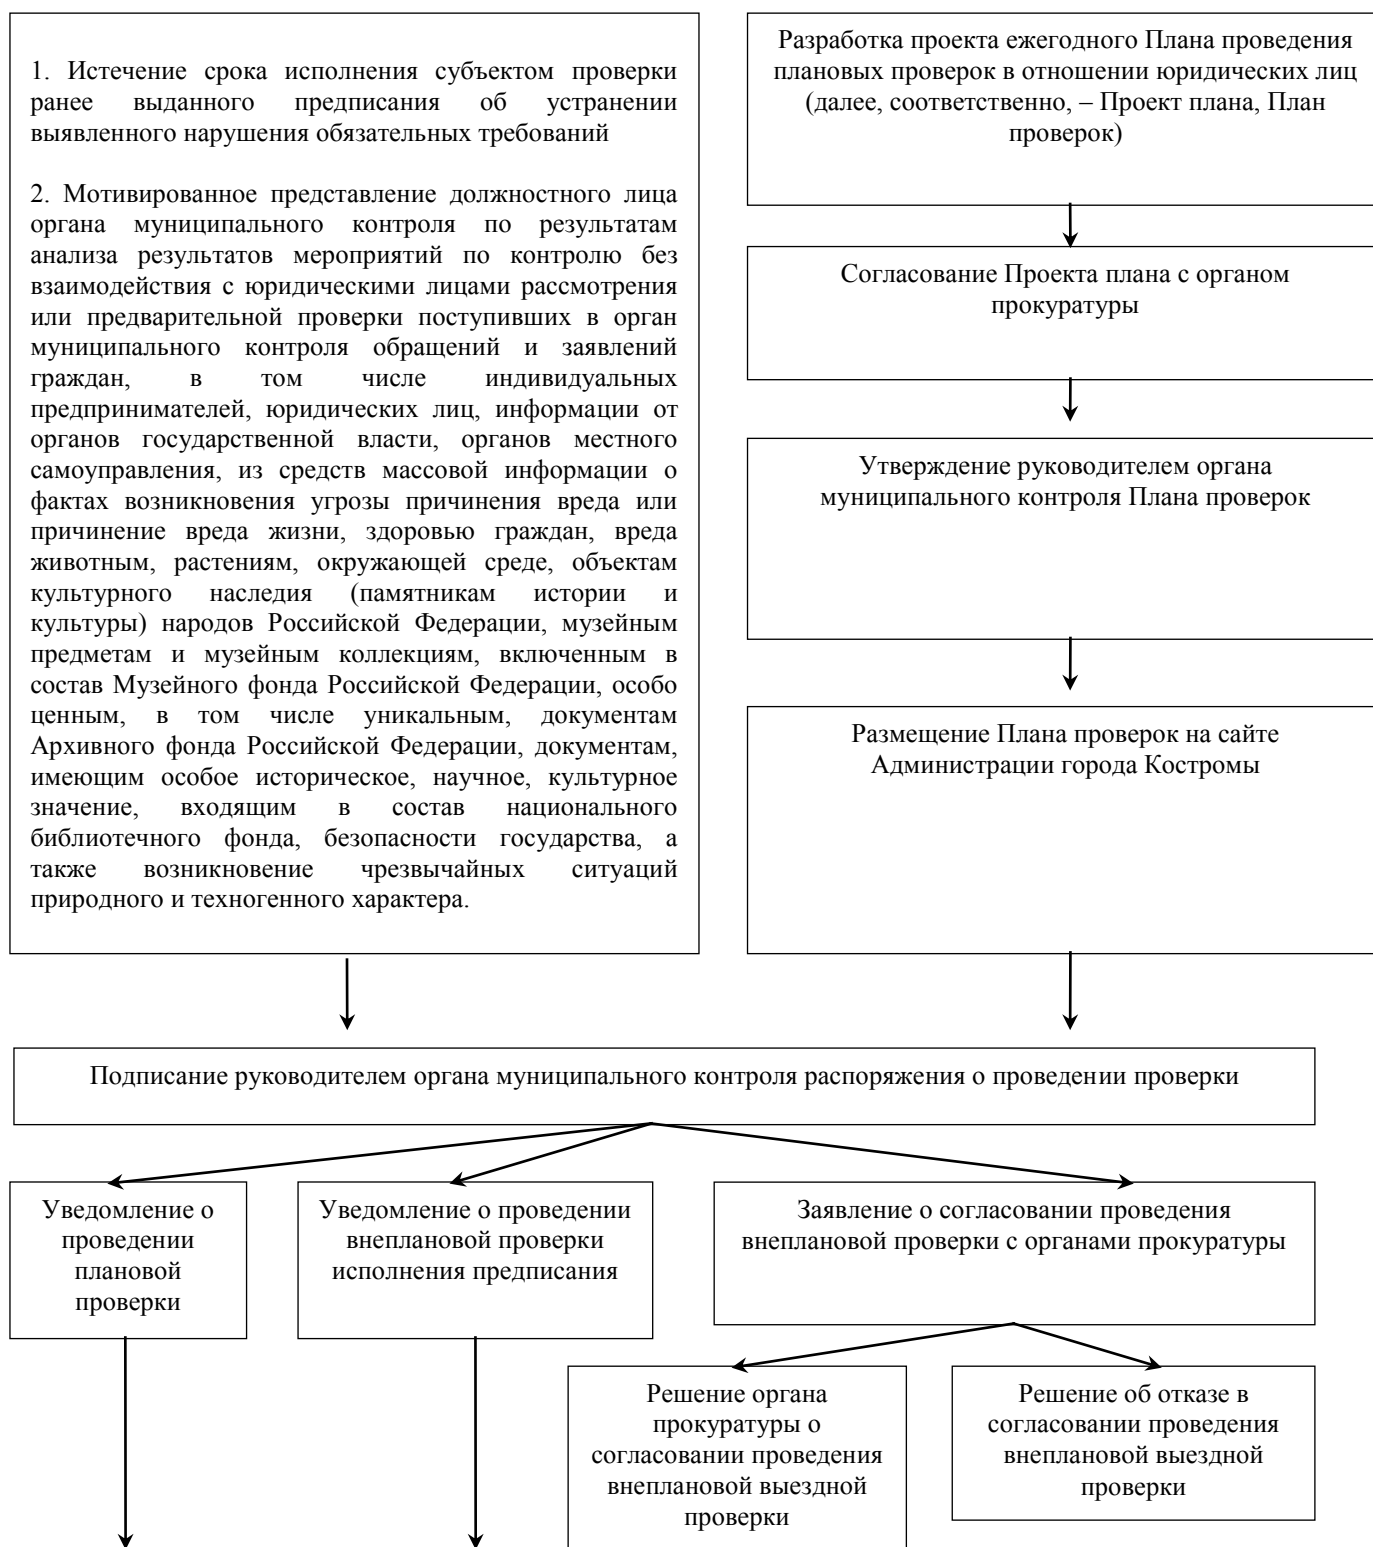 1. Истечение срока исполнения субъектом проверки
ранее выданного предписания об устранении
выявленного нарушения обязательных требований
2. Мотивированное представление должностного лица
органа муниципального контроля по результатам
анализа результатов мероприятий по контролю без
взаимодействия с юридическими лицами рассмотрения
или предварительной проверки поступивших в орган
муниципального контроля обращений и заявлений
граждан, в том числе индивидуальных
предпринимателей, юридических лиц, информации от
органов государственной власти, органов местного
самоуправления, из средств массовой информации о
фактах возникновения угрозы причинения вреда или
причинение вреда жизни, здоровью граждан, вреда
животным, растениям, окружающей среде, объектам
культурного наследия (памятникам истории и
культуры) народов Российской Федерации, музейным
предметам и музейным коллекциям, включенным в
состав Музейного фонда Российской Федерации, особо
ценным, в том числе уникальным, документам
Архивного фонда Российской Федерации, документам,
имеющим особое историческое, научное, культурное
значение, входящим в состав национального
библиотечного фонда, безопасности государства, а
также возникновение чрезвычайных ситуаций
природного и техногенного характера.
Разработка проекта ежегодного Плана проведения
плановых проверок в отношении юридических лиц
(далее, соответственно, – Проект плана, План
проверок)
Согласование Проекта плана с органом
прокуратуры
Утверждение руководителем органа
муниципального контроля Плана проверок
Размещение Плана проверок на сайте
Администрации города Костромы
Подписание руководителем органа муниципального контроля распоряжения о проведении проверки
Уведомление о
проведении
плановой
проверки
Уведомление о проведении
внеплановой проверки
исполнения предписания
Заявление о согласовании проведения
внеплановой проверки с органами прокуратуры
Решение органа
прокуратуры о
согласовании проведения
внеплановой выездной
проверки
Решение об отказе в
согласовании проведения
внеплановой выездной
проверки